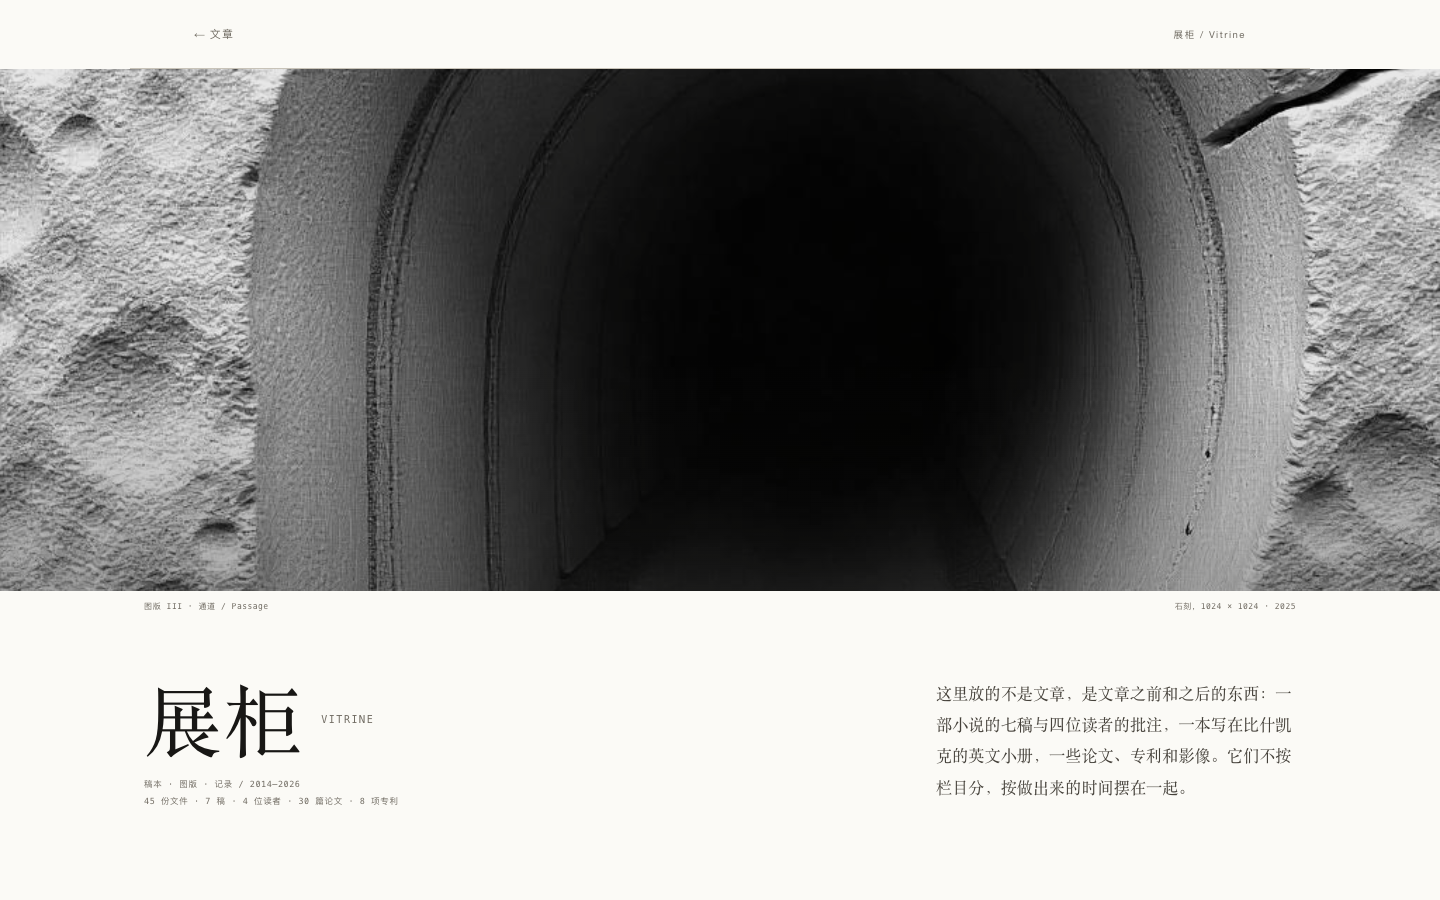 ← 文章
展柜 / Vitrine
图版 III · 通道 / Passage
石刻，1024 × 1024 · 2025
展柜
VITRINE
稿本 · 图版 · 记录 / 2014—2026
45 份文件 · 7 稿 · 4 位读者 · 30 篇论文 · 8 项专利
这里放的不是文章，是文章之前和之后的东西：一
部小说的七稿与四位读者的批注，一本写在比什凯
克的英文小册，一些论文、专利和影像。它们不按
栏目分，按做出来的时间摆在一起。